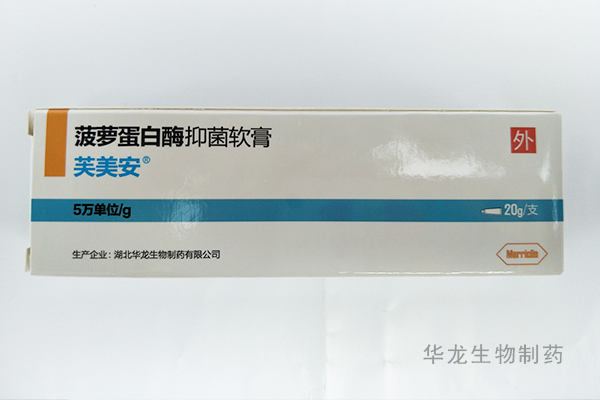 菠萝蛋白酶抑菌软膏
外
芙美安®
5万单位/g
20g/支
生产企业：湖北华龙生物制药有限公司
华龙生物制药